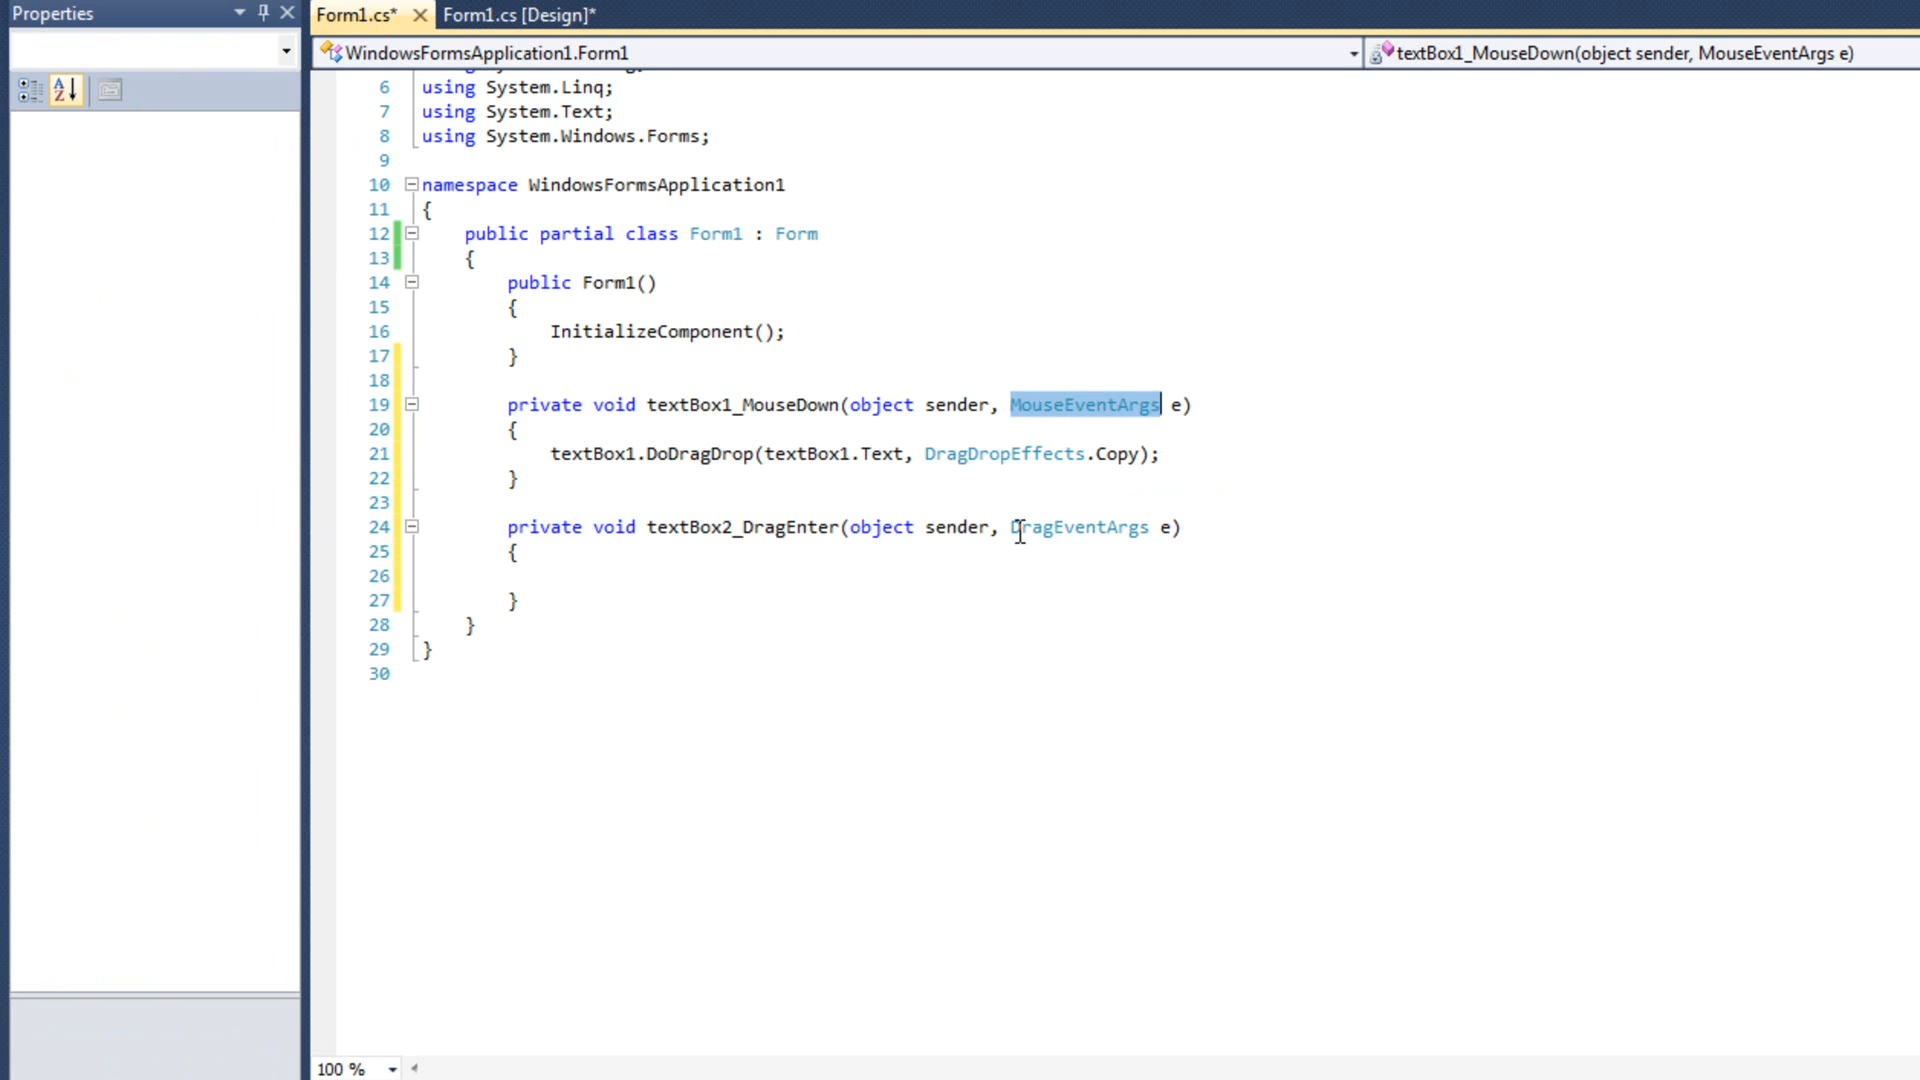 Properties
Form1.cs*
Form1.cs [Design]*
WindowsFormsApplication1.Form1
textBox1_MouseDown(object sender, MouseEventArgs e)
6 using System.Linq;
7 using System.Text;
8 using System.Windows.Forms;
9
10 namespace WindowsFormsApplication1
11 {
12 public partial class Form1 : Form
13 {
14 public Form1()
15 {
16 InitializeComponent();
17 }
18
19 private void textBox1_MouseDown(object sender, MouseEventArgs e)
20 {
21 textBox1.DoDragDrop(textBox1.Text, DragDropEffects.Copy);
22 }
23
24 private void textBox2_DragEnter(object sender, DragEventArgs e)
25 {
26
27 }
28 }
29 }
30
100 %